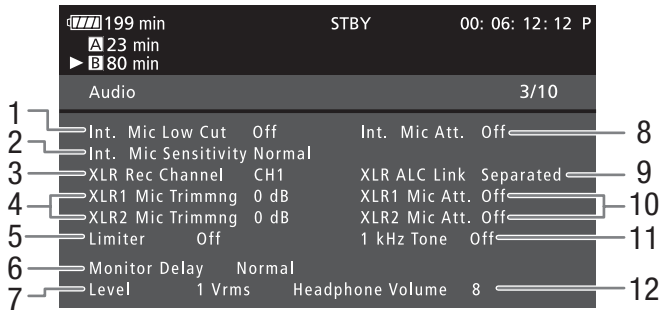 199 min STBY 00: 06: 12: 12 P
A 23 min
B 80 min
Audio 3/10
1 Int. Mic Low Cut Off Int. Mic Att. Off 8
2 Int. Mic Sensitivity Normal
3 XLR Rec Channel CH1 XLR ALC Link Separated 9
4 XLR1 Mic Trimmng 0 dB XLR1 Mic Att. Off 10
XLR2 Mic Trimmng 0 dB XLR2 Mic Att. Off
5 Limiter Off 1 kHz Tone Off 11
6 Monitor Delay Normal
7 Level 1 Vrms Headphone Volume 8 12